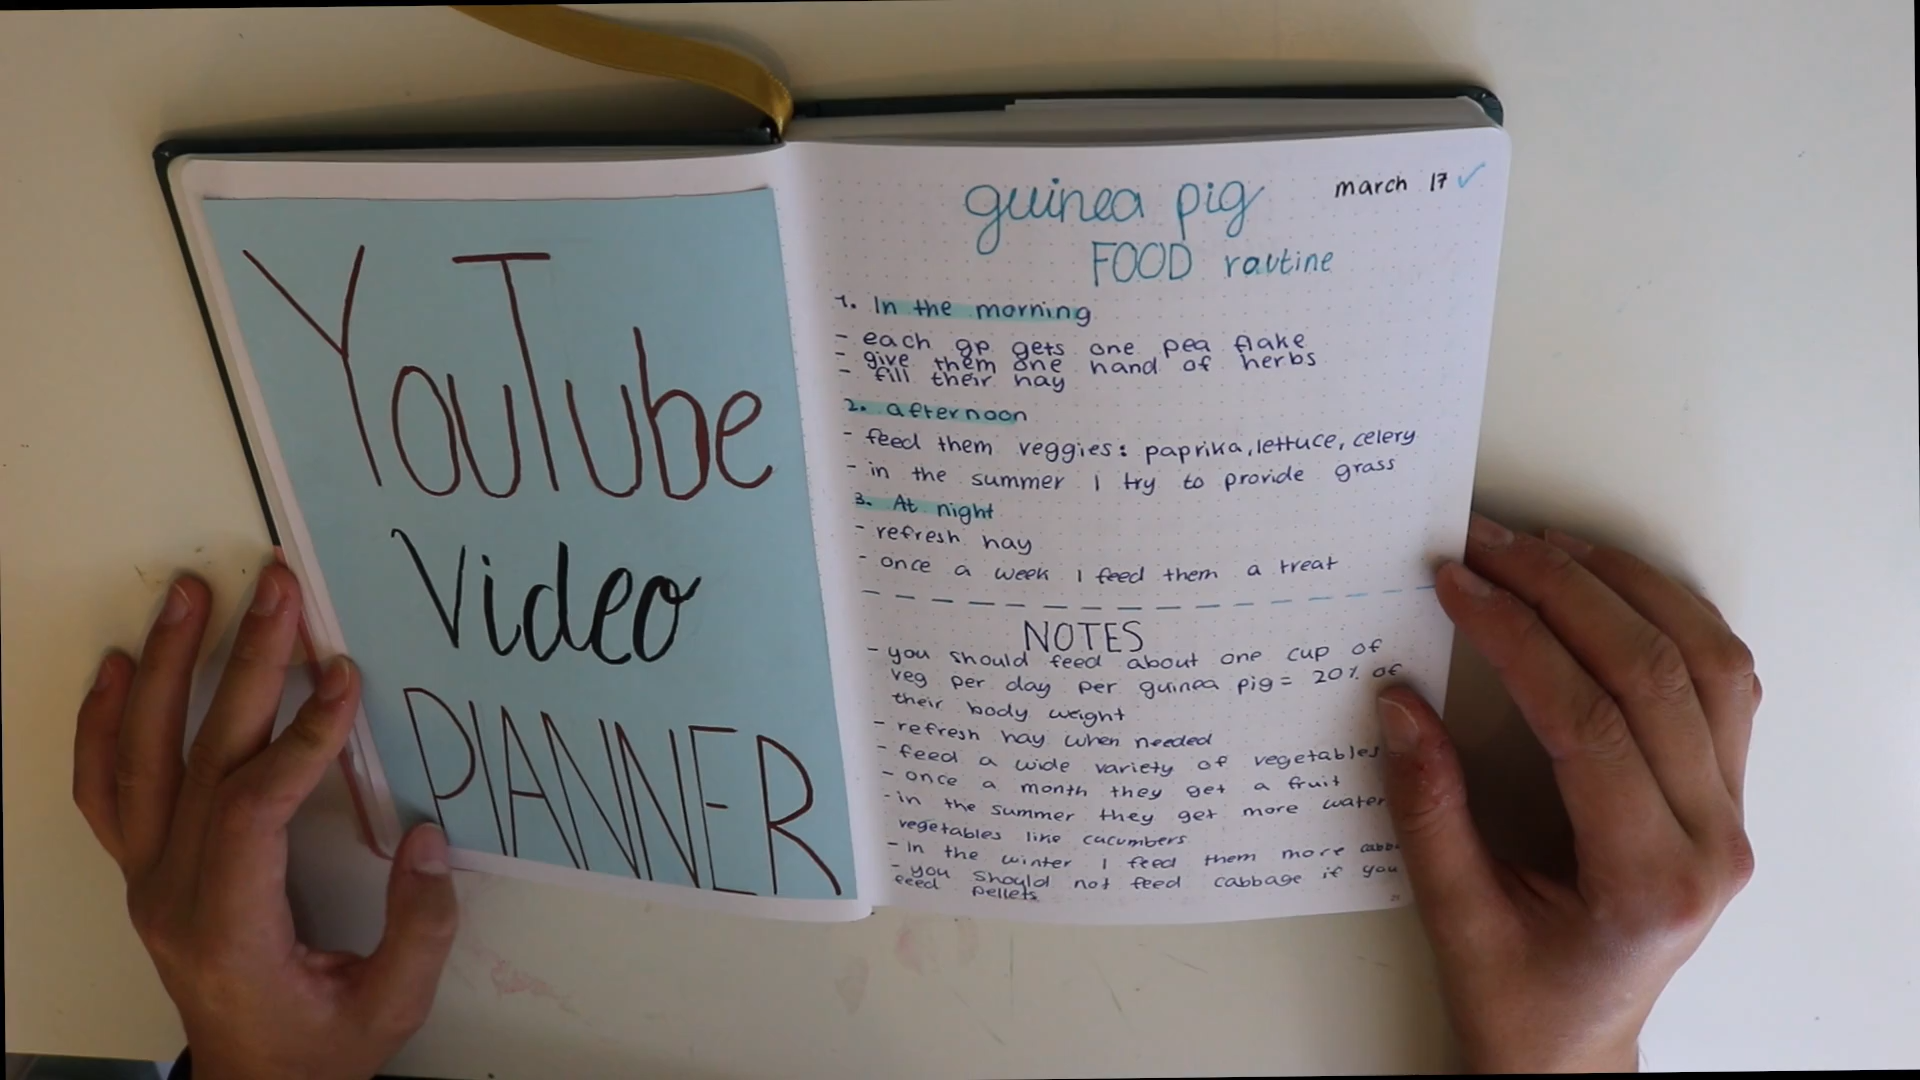 YouTube
Video
PLANNER
guinea pig
march 17 ✓
FOOD routine
1. In the morning
- each gp gets one pea flake
- give them one hand of herbs
- fill their hay
2. afternoon
- feed them veggies: paprika, lettuce, celery
- in the summer I try to provide grass
3. At night
- refresh hay
- once a week I feed them a treat
NOTES
- you should feed about one cup of
veg per day per guinea pig = 20% of
their body weight
- refresh hay when needed
- feed a wide variety of vegetables
- once a month they get a fruit
- in the summer they get more water
vegetables like cacumbers
- In the winter I feed them more
- you should not feed cabbage if you
feed pellets